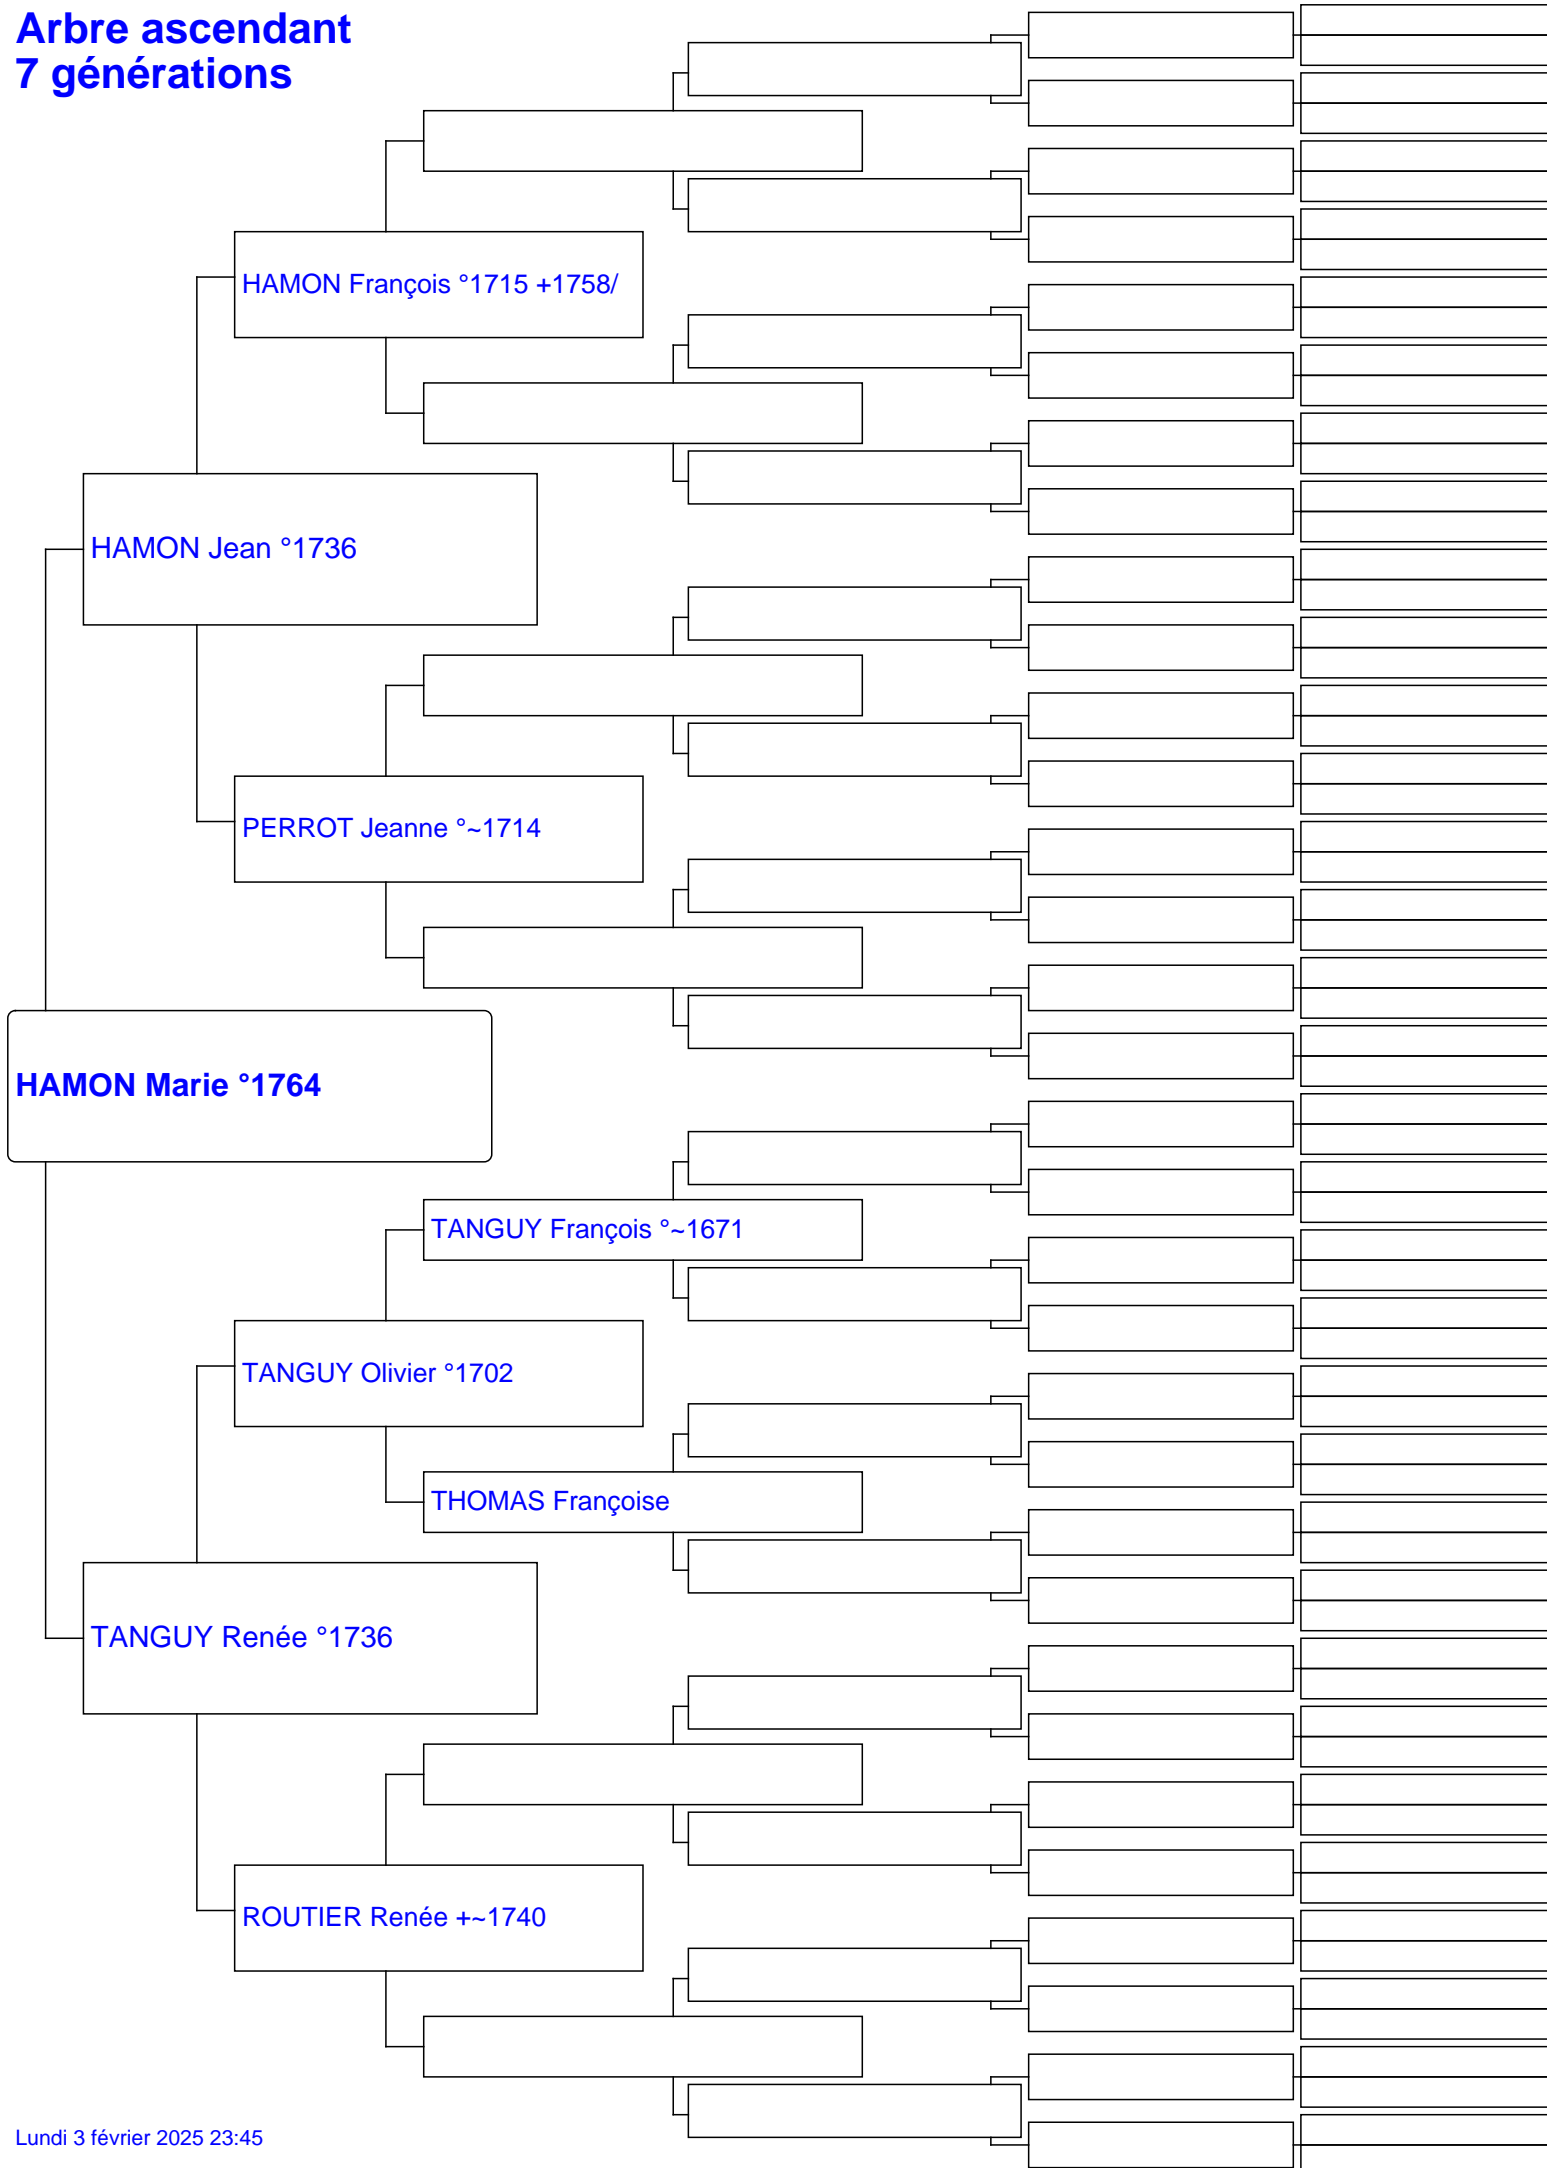 Arbre ascendant
7 générations
HAMON François °1715 +1758/
HAMON Jean °1736
PERROT Jeanne °~1714
HAMON Marie °1764
TANGUY François °~1671
TANGUY Olivier °1702
THOMAS Françoise
TANGUY Renée °1736
ROUTIER Renée +~1740
Lundi 3 février 2025 23:45